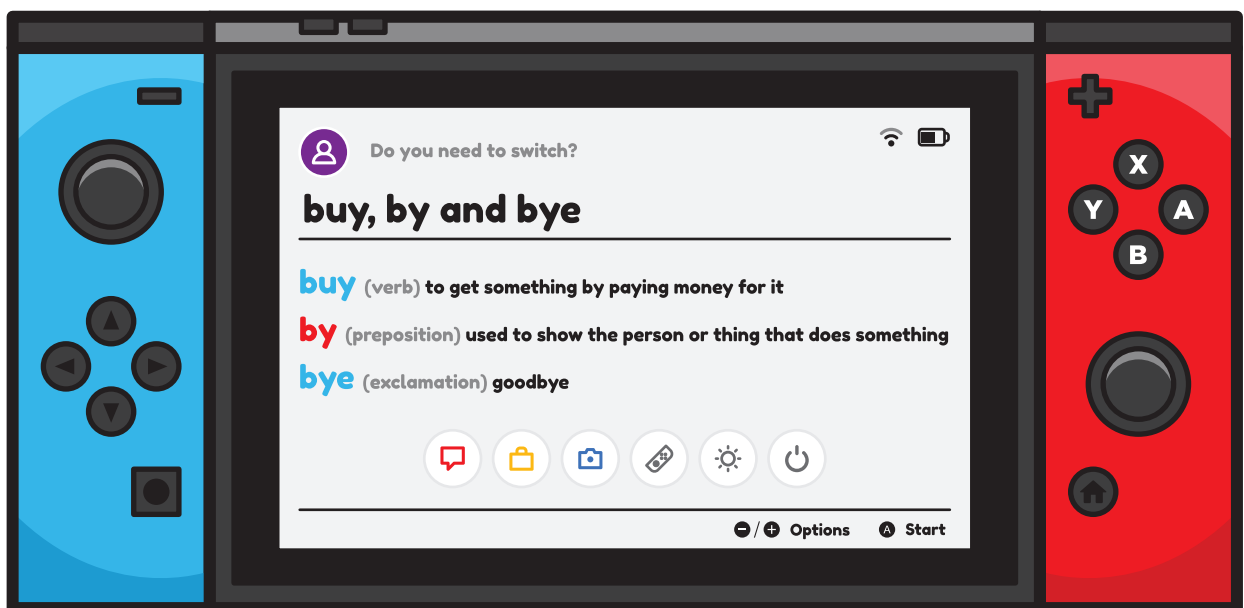 Do you need to switch?
buy, by and bye
buy (verb) to get something by paying money for it
by (preposition) used to show the person or thing that does something
bye (exclamation) goodbye
/ Options A Start
X
Y A
B